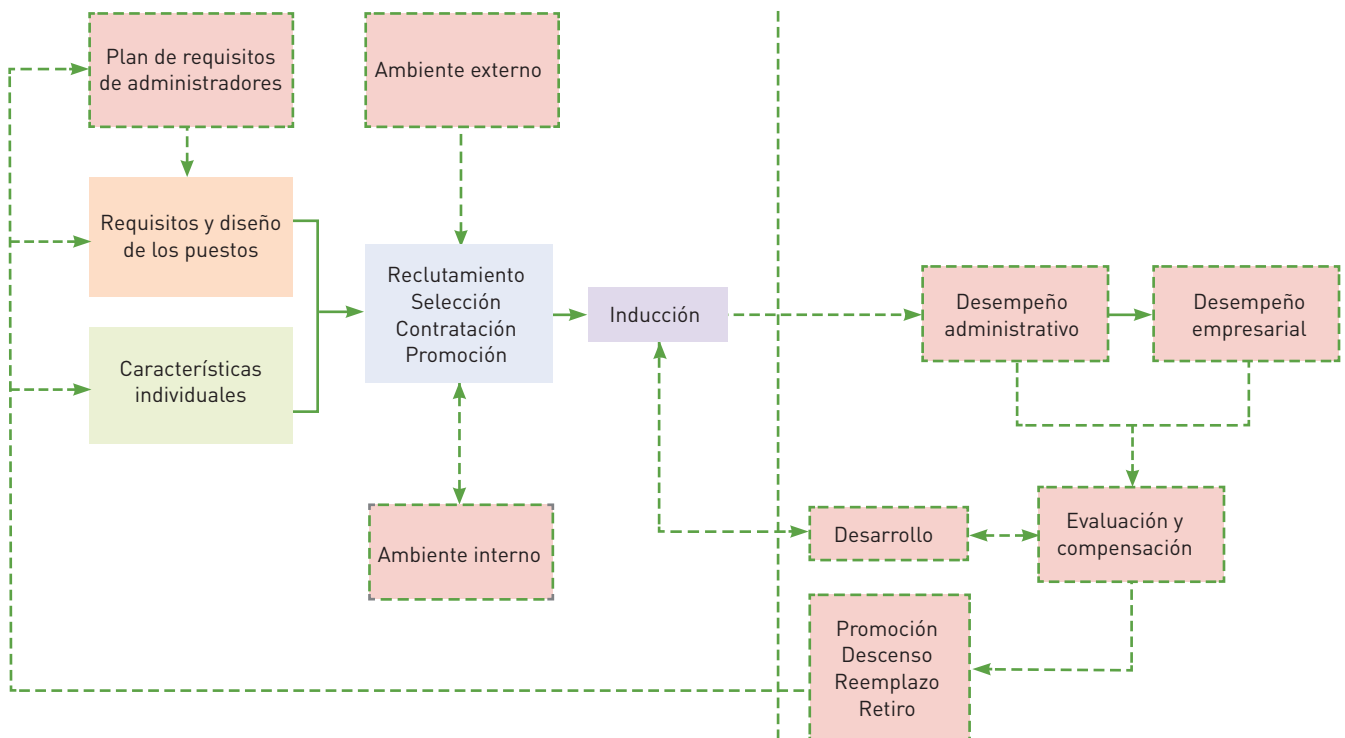 Plan de requisitos
de administradores
Ambiente externo
Requisitos y diseño
de los puestos
Reclutamiento
Selección
Contratación
Promoción
Inducción
Desempeño
administrativo
Desempeño
empresarial
Características
individuales
Ambiente interno
Desarrollo
Evaluación y
compensación
Promoción
Descenso
Reemplazo
Retiro